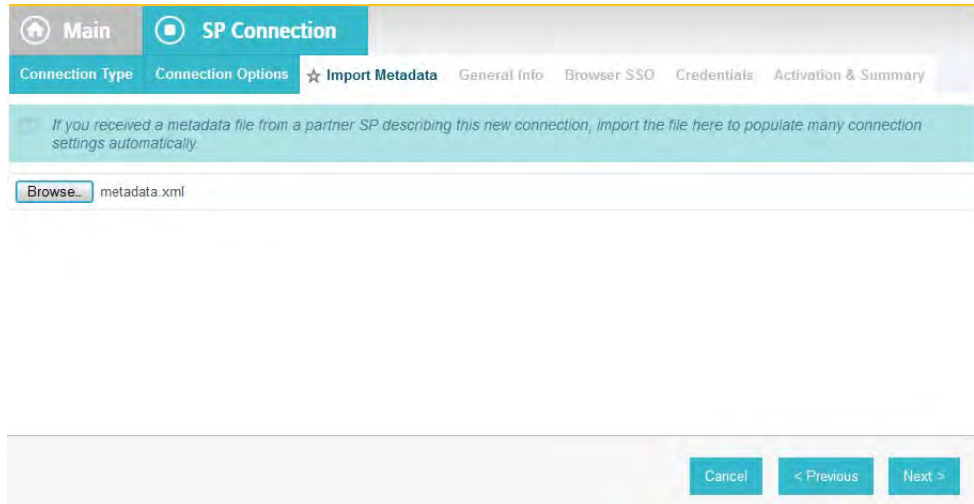 Main SP Connection
Connection Type Connection Options Import Metadata General Info Browser SSO Credentials Activation & Summary
If you received a metadata file from a partner SP describing this new connection, import the file here to populate many connection
settings automatically.
Browse... metadata.xml
Cancel < Previous Next >